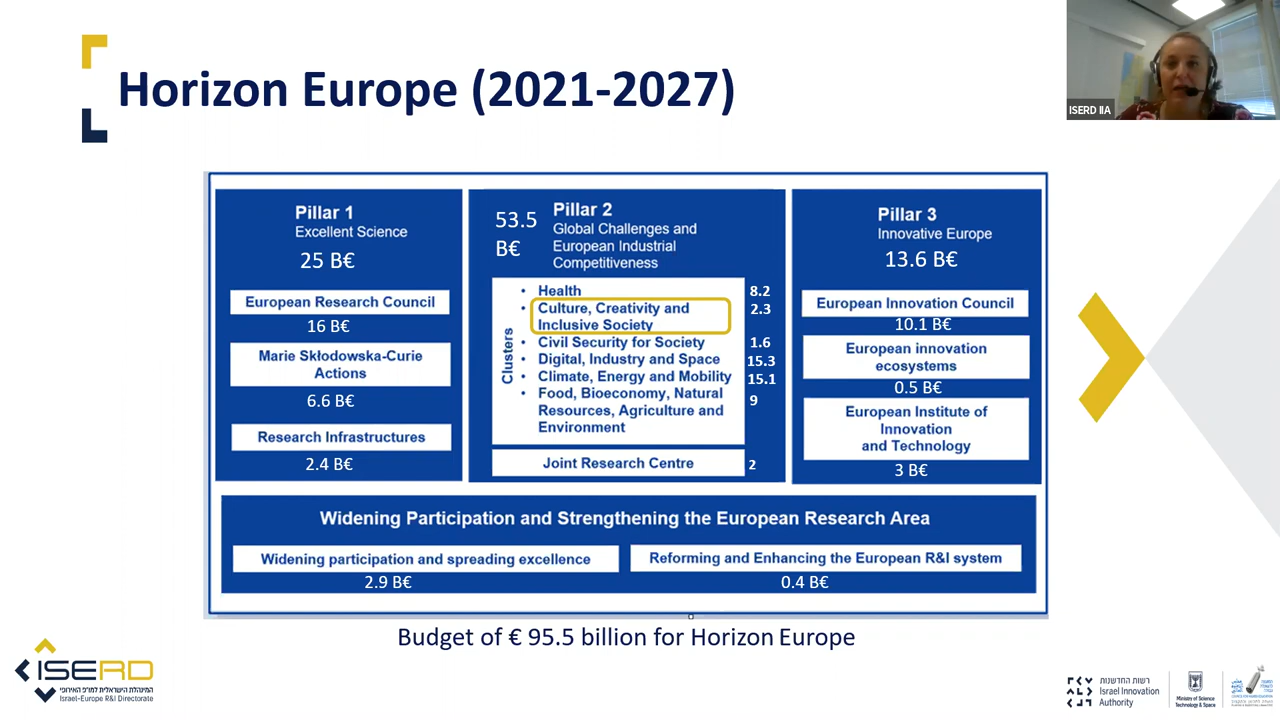 Horizon Europe (2021-2027)
ISERD IIA
Pillar 1
Excellent Science
25 B€
European Research Council
16 B€
Marie Skłodowska-Curie
Actions
6.6 B€
Research Infrastructures
2.4 B€
53.5
B€
Pillar 2
Global Challenges and
European Industrial
Competitiveness
Clusters
• Health 8.2
• Culture, Creativity and 2.3
Inclusive Society
• Civil Security for Society 1.6
• Digital, Industry and Space 15.3
• Climate, Energy and Mobility 15.1
• Food, Bioeconomy, Natural 9
Resources, Agriculture and
Environment
Joint Research Centre 2
Pillar 3
Innovative Europe
13.6 B€
European Innovation Council
10.1 B€
European innovation
ecosystems
0.5 B€
European Institute of
Innovation
and Technology
3 B€
Widening Participation and Strengthening the European Research Area
Widening participation and spreading excellence
2.9 B€
Reforming and Enhancing the European R&I system
0.4 B€
Budget of € 95.5 billion for Horizon Europe
ISERD
המינהלת הישראלית למו"פ האירופי
Israel-Europe R&I Directorate
רשות החדשנות
Israel Innovation
Authority
Ministry of Science
Technology & Space